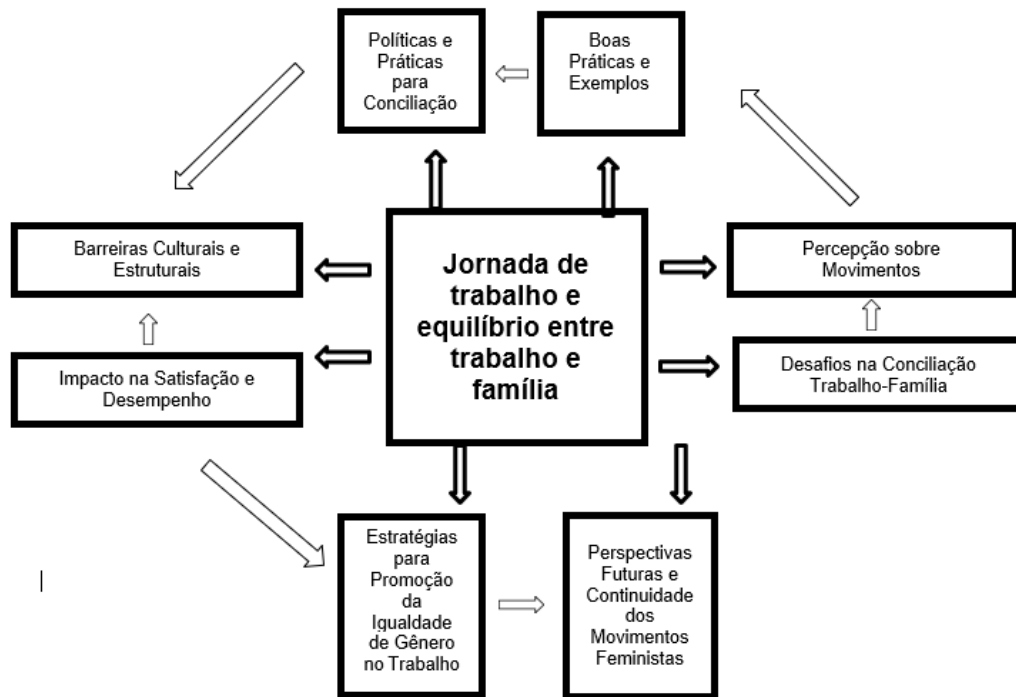 Políticas e
Práticas
para
Conciliação
Boas
Práticas e
Exemplos
Barreiras Culturais e
Estruturais
Jornada de
trabalho e
equilíbrio entre
trabalho e
família
Percepção sobre
Movimentos
Impacto na Satisfação e
Desempenho
Desafios na Conciliação
Trabalho-Família
Estratégias
para
Promoção
da
Igualdade
de Gênero
no Trabalho
Perspectivas
Futuras e
Continuidade
dos
Movimentos
Feministas